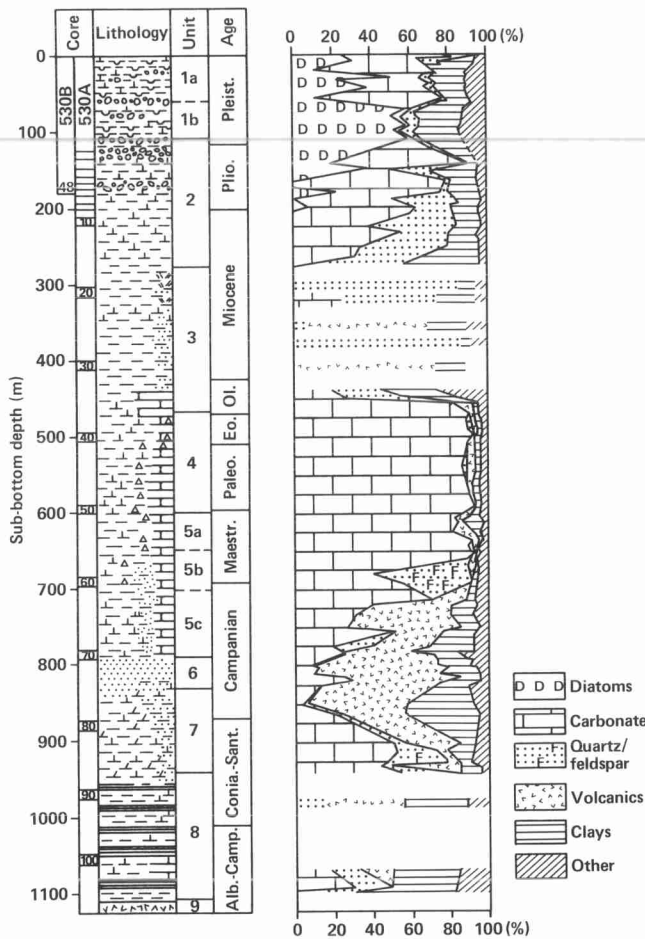 Core
Lithology
Unit
Age
0 20 40 60 80 100 (%)
Sub-bottom depth (m)
0
100
200
300
400
500
600
700
800
900
1000
1100
530B
530A
48
10
20
30
40
50
60
70
80
90
100
1a
1b
2
3
4
5a
5b
5c
6
7
8
9
Pleist.
Plio.
Miocene
Ol.
Eo.
Paleo.
Maestr.
Campanian
Conia.-Sant.
Alb.-Camp.
D D D Diatoms
Carbonate
F F Quartz/
feldspar
Volcanics
Clays
Other
0 20 40 60 80 100 (%)